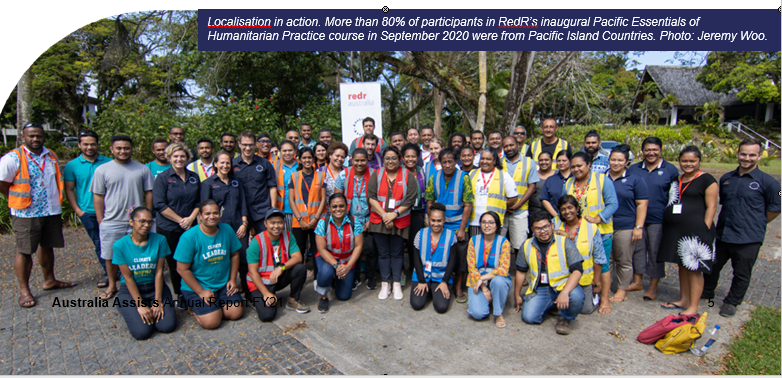 Localisation in action. More than 80% of participants in RedR's inaugural Pacific Essentials of
Humanitarian Practice course in September 2020 were from Pacific Island Countries. Photo: Jeremy Woo.
redr
australia
CLIMATE
LEADERS
CLIMATE
LEADERS
Australia Assists Annual Report FY21
5